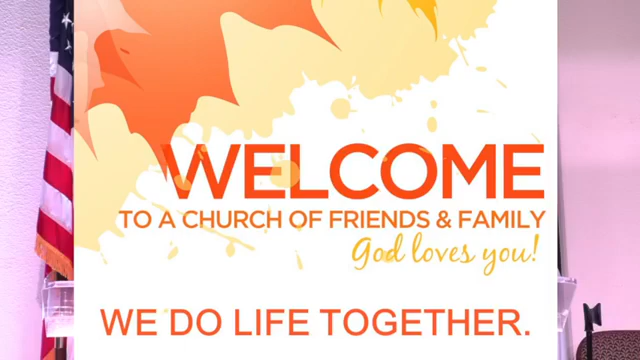 WELCOME
TO A CHURCH OF FRIENDS & FAMILY
God loves you!
WE DO LIFE TOGETHER.